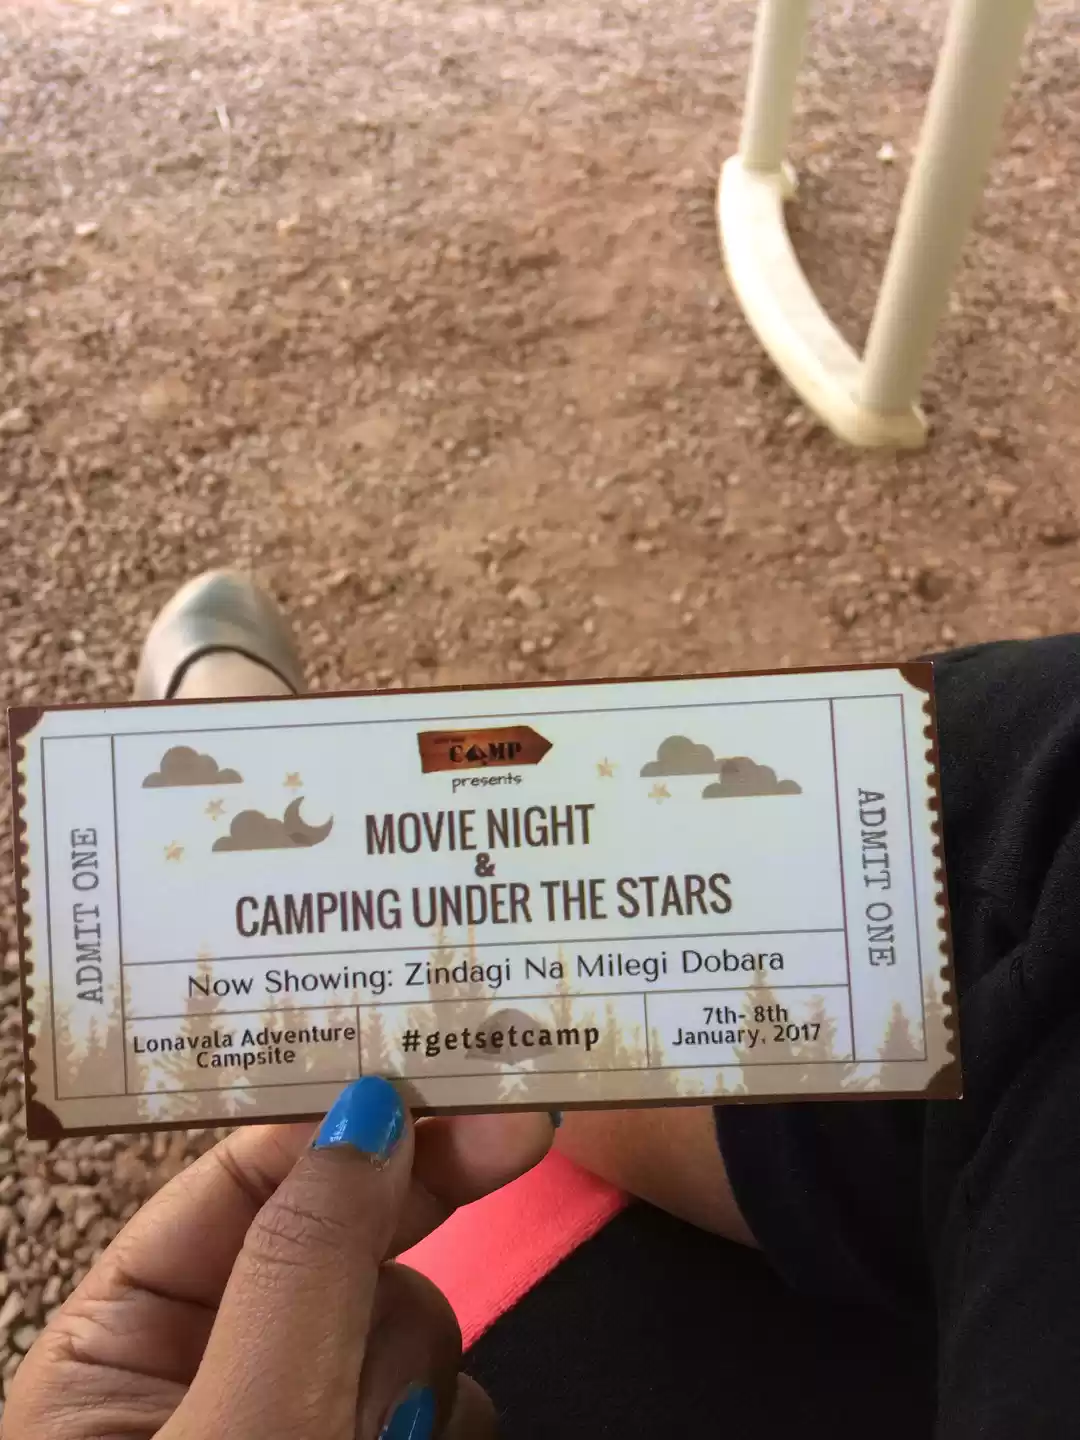 ADMIT ONE
CAMP
presents
MOVIE NIGHT
&
CAMPING UNDER THE STARS
Now Showing: Zindagi Na Milegi Dobara
Lonavala Adventure
Campsite
#getsetcamp
7th- 8th
January, 2017
ADMIT ONE